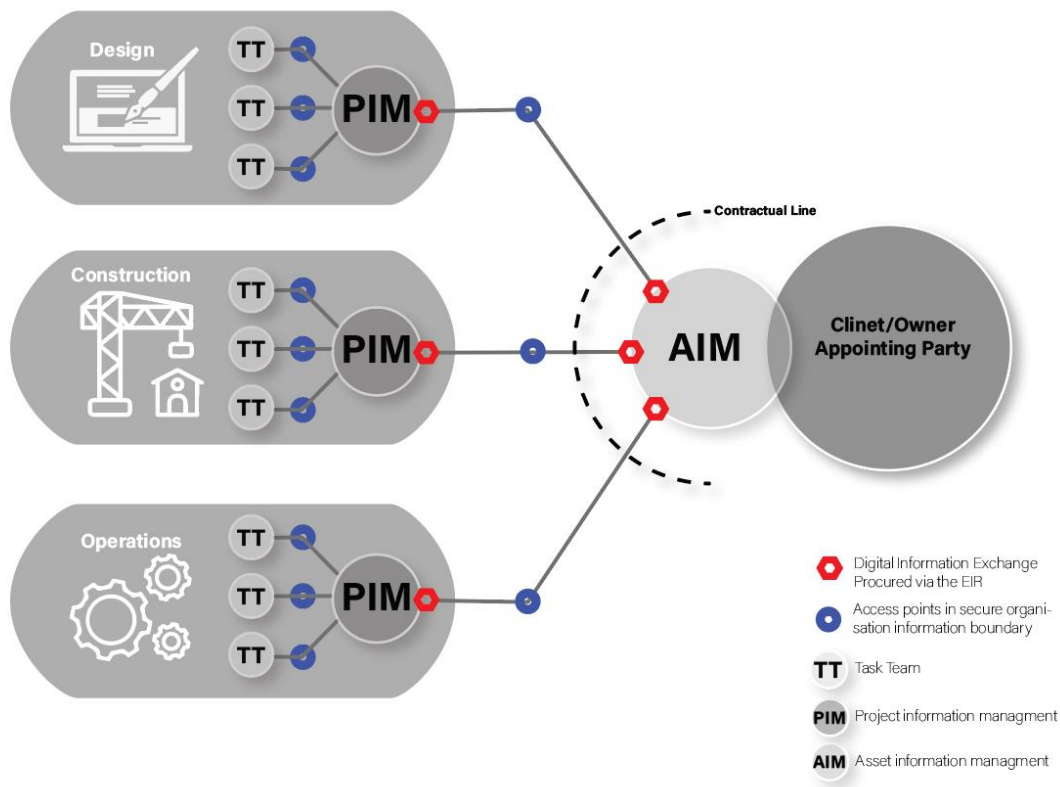 Design
TT
TT
TT
PIM
Contractual Line
Construction
TT
TT
TT
PIM
AIM
Clinet/Owner
Appointing Party
Operations
TT
TT
TT
PIM
Digital Information Exchange
Procured via the EIR
Access points in secure organi-
sation information boundary
TT Task Team
PIM Project information managment
AIM Asset information managment